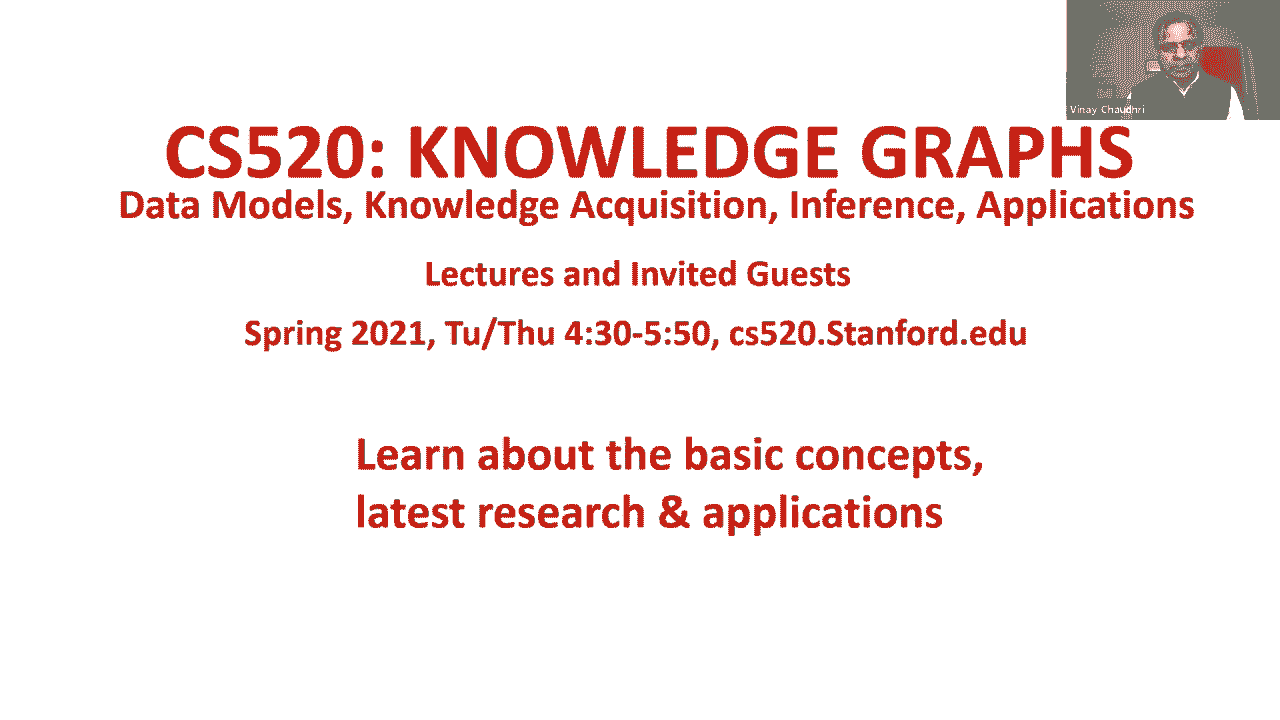 Vinay Chaudhri
CS520: KNOWLEDGE GRAPHS
Data Models, Knowledge Acquisition, Inference, Applications
Lectures and Invited Guests
Spring 2021, Tu/Thu 4:30-5:50, cs520.Stanford.edu
Learn about the basic concepts,
latest research & applications